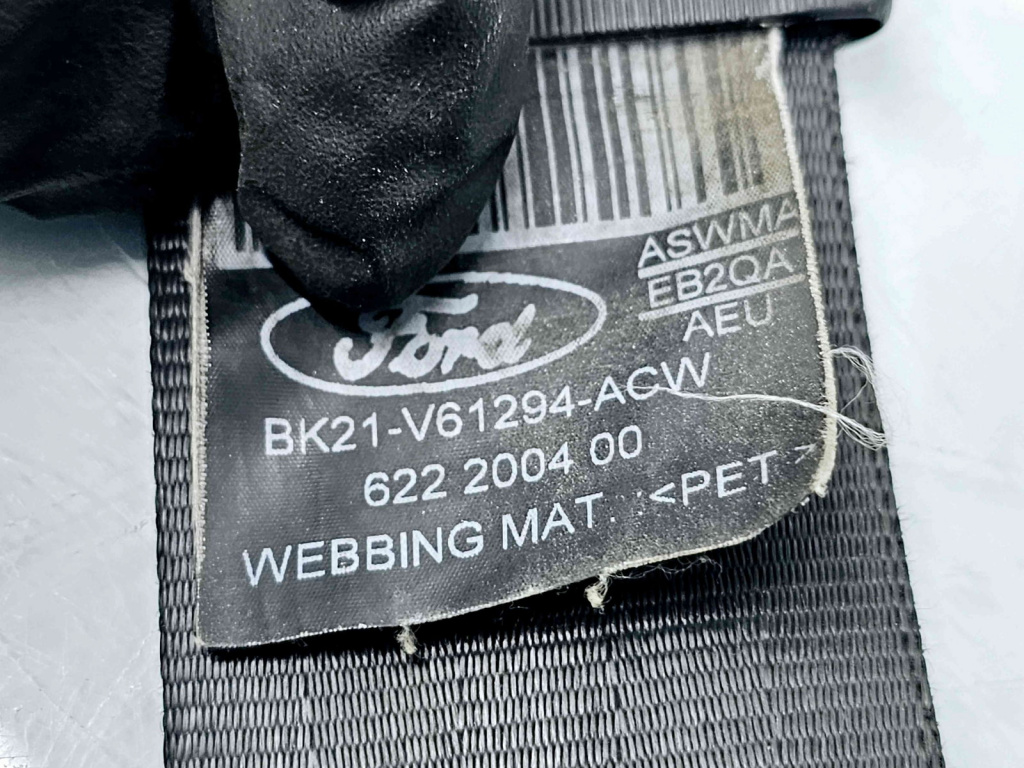 ASWMA
EB2QA
AEU
Ford
BK21-V61294-ACW
622 2004 00
WEBBING MAT. :<PET >